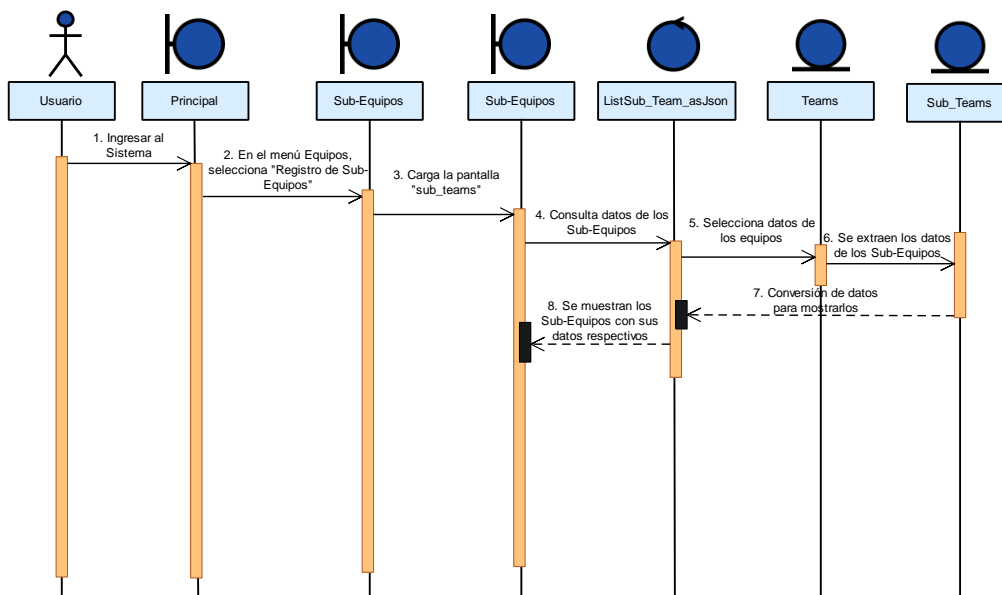 Usuario
Principal
Sub-Equipos
Sub-Equipos
ListSub_Team_asJson
Teams
Sub_Teams
1. Ingresar al
Sistema
2. En el menú Equipos,
selecciona "Registro de Sub-
Equipos"
3. Carga la pantalla
"sub_teams"
4. Consulta datos de los
Sub-Equipos
5. Selecciona datos de
los equipos
6. Se extraen los datos
de los Sub-Equipos
7. Conversión de datos
para mostrarlos
8. Se muestran los
Sub-Equipos con sus
datos respectivos